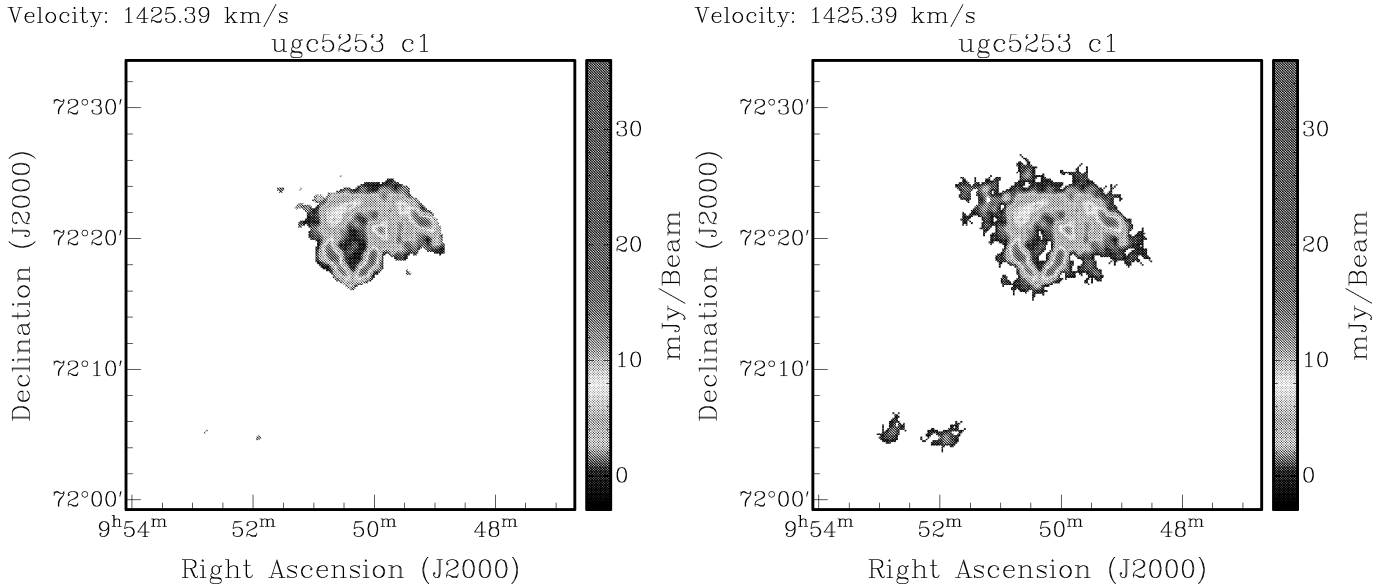 Velocity: 1425.39 km/s
ugc5253 c1
72°30′
72°20′
72°10′
72°00′
9ʰ54ᵐ
52ᵐ
50ᵐ
48ᵐ
Declination (J2000)
Right Ascension (J2000)
30
20
10
0
mJy/Beam
Velocity: 1425.39 km/s
ugc5253 c1
72°30′
72°20′
72°10′
72°00′
9ʰ54ᵐ
52ᵐ
50ᵐ
48ᵐ
Declination (J2000)
Right Ascension (J2000)
30
20
10
0
mJy/Beam